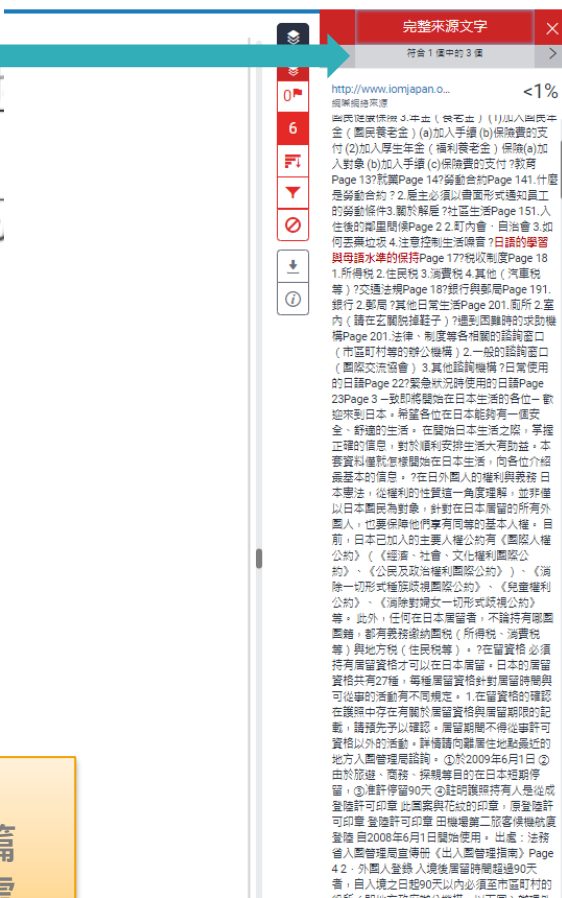 完整來源文字
符合 1 個中的 3 個
http://www.iomjapan.o...
<1%
網際網絡來源
0
6
國民健康保險 3.年金 ( 養老金 ) (1)加入國民年
金 ( 國民養老金 ) (a)加入手續 (b)保險費的支
付 (2)加入厚生年金 ( 福利養老金 ) 保險(a)加
入對象 (b)加入手續 (c)保險費的支付 ?教育
Page 13?就業Page 14?勞動合約Page 141.什麼
是勞動合約 ? 2.雇主必須以書面形式通知員工
的勞動條件3.關於解雇 ?社區生活Page 151.入
住後的鄰里問候Page 2 2.町內會．自治會 3.如
何丟棄垃圾 4.注意控制生活噪音 ?日語的學習
與母語水準的保持Page 17?稅收制度Page 18
1.所得稅 2.住民稅 3.消費稅 4.其他 ( 汽車稅
等 ) ?交通法規Page 18?銀行與郵局Page 191.
銀行 2.郵局 ?其他日常生活Page 201.廁所 2.室
內 ( 請在玄關脫掉鞋子 ) ?遇到困難時的求助機
構Page 201.法律、制度等各相關的諮詢窗口
( 市區町村等的辦公機構 ) 2.一般的諮詢窗口
( 國際交流協會 ) 3.其他諮詢機構 ?日常使用
的日語Page 22?緊急狀況時使用的日語Page
23Page 3 —致即將開始在日本生活的各位— 歡
迎來到日本。希望各位在日本能夠有一個安
全、舒適的生活。 在開始日本生活之際，掌握
正確的信息，對於順利安排生活大有助益。本
套資料僅就怎樣開始在日本生活，向各位介紹
最基本的信息。 ?在日外國人的權利與義務 日
本憲法，從權利的性質這一角度理解，並非僅
以日本國民為對象，針對在日本居留的所有外
國人，也要保障他們享有同等的基本人權。 目
前，日本已加入的主要人權公約有《國際人權
公約》 ( 《經濟、社會、文化權利國際公
約》、《公民及政治權利國際公約》 ) 、《消
除一切形式種族歧視國際公約》、《兒童權利
公約》、《消除對婦女一切形式歧視公約》
等。 此外，任何在日本居留者，不論持有哪國
國籍，都有義務繳納國稅 ( 所得稅、消費稅
等 ) 與地方稅 ( 住民稅等 ) 。 ?在留資格 必須
持有居留資格才可以在日本居留。日本的居留
資格共有27種，每種居留資格針對居留時間與
可從事的活動有不同規定。 1.在留資格的確認
在護照中存在有關於居留資格與居留期限的記
載，請預先予以確認。居留期間不得從事許可
資格以外的活動。詳情請向離居住地點最近的
地方入國管理局諮詢。 ①於2009年6月1日 ②
由於旅遊、商務、探親等目的在日本短期停
留，③准許停留90天 ④註明護照持有人是從成
登陸許可印章 此圖案與花紋的印章，原登陸許
可印章 登陸許可印章 田機場第二旅客候機航廈
登陸 自2008年6月1日開始使用。 出處：法務
省入國管理局宣傳冊《出入國管理指南》Page
4 2．外國人登錄 入境後居留時間超過90天
者，自入境之日起90天以內必須至市區町村的
篇